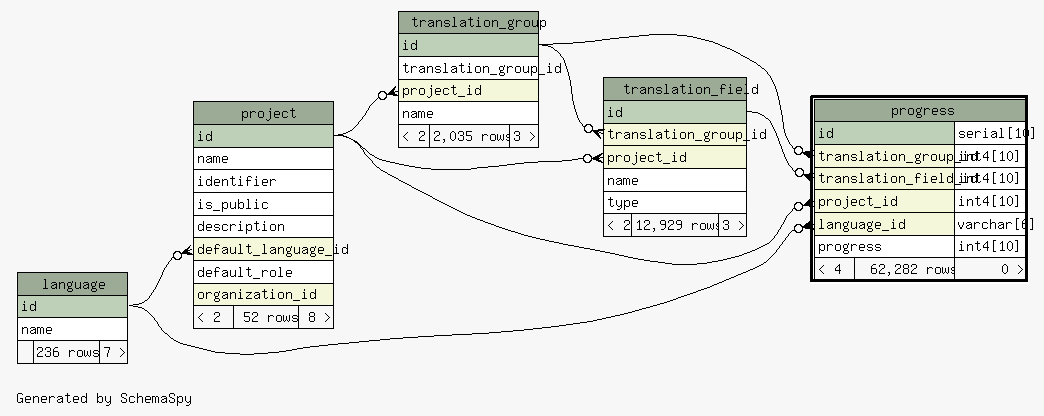 translation_group
id
translation_group_id
project_id
name
< 2 2,035 rows 3 >
translation_field
id
translation_group_id
project_id
name
type
< 2 12,929 rows 3 >
progress
id serial[10]
translation_group_id int4[10]
translation_field_id int4[10]
project_id int4[10]
language_id varchar[6]
progress int4[10]
< 4 62,282 rows 0 >
project
id
name
identifier
is_public
description
default_language_id
default_role
organization_id
< 2 52 rows 8 >
language
id
name
236 rows 7 >
Generated by SchemaSpy